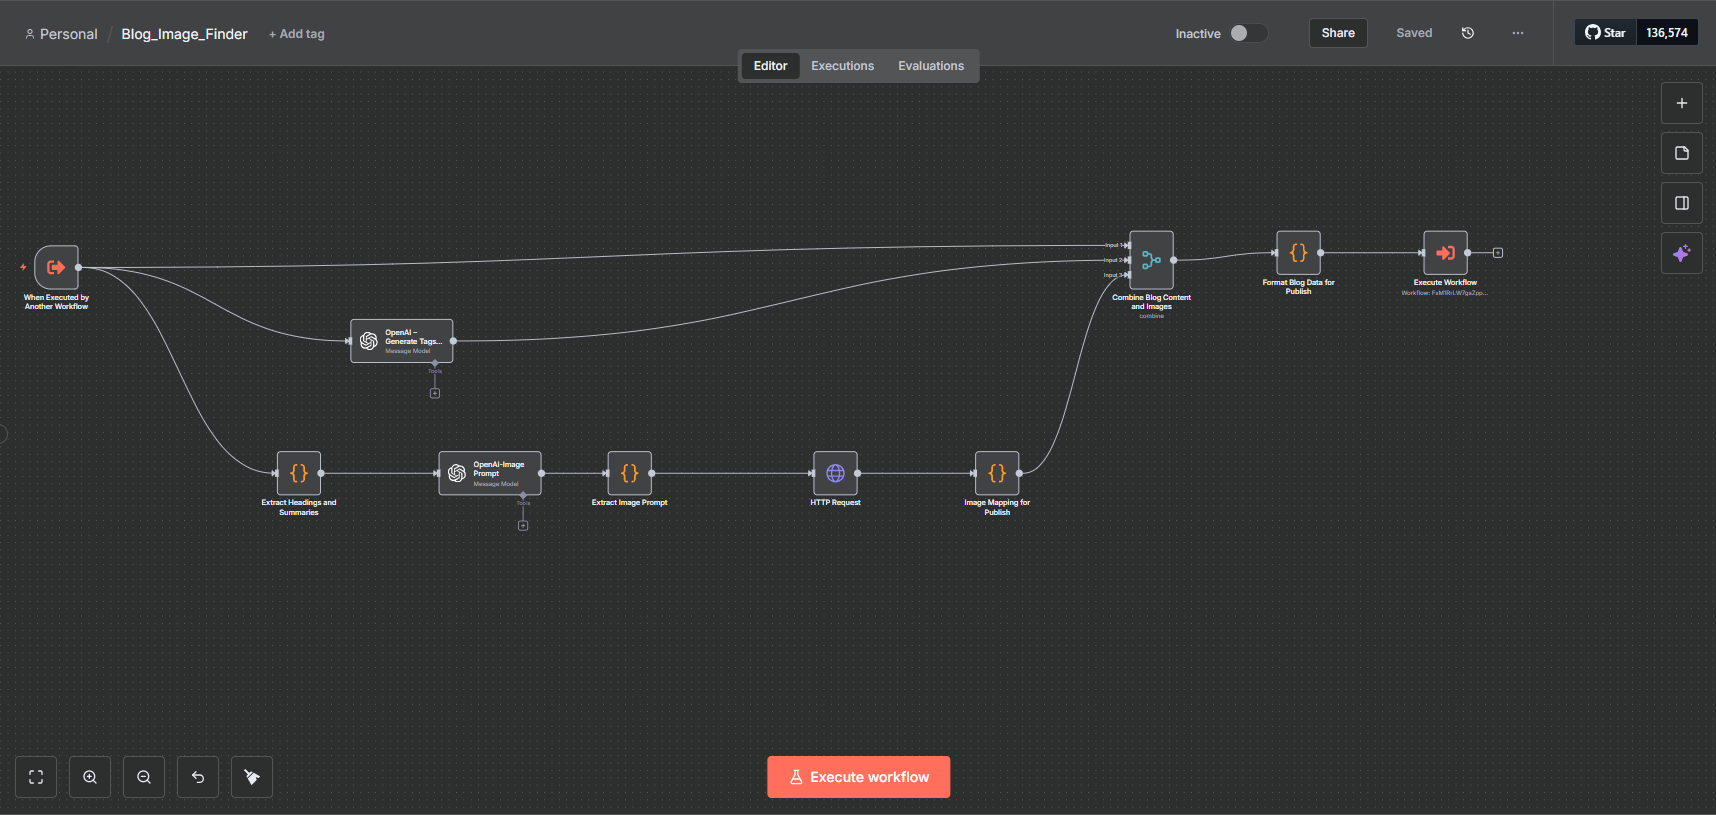 Personal / Blog_Image_Finder + Add tag
Inactive
Share
Saved
Star 136,574
Editor Executions Evaluations
When Executed by
Another Workflow
OpenAI –
Generate Tags...
Message Model
Tools
Input 1
Input 2
Input 3
Combine Blog Content
and Images
combine
Format Blog Data for
Publish
Execute Workflow
Workflow:
Extract Headings and
Summaries
OpenAI-Image
Prompt
Message Model
Tools
Extract Image Prompt
HTTP Request
Image Mapping for
Publish
Execute workflow